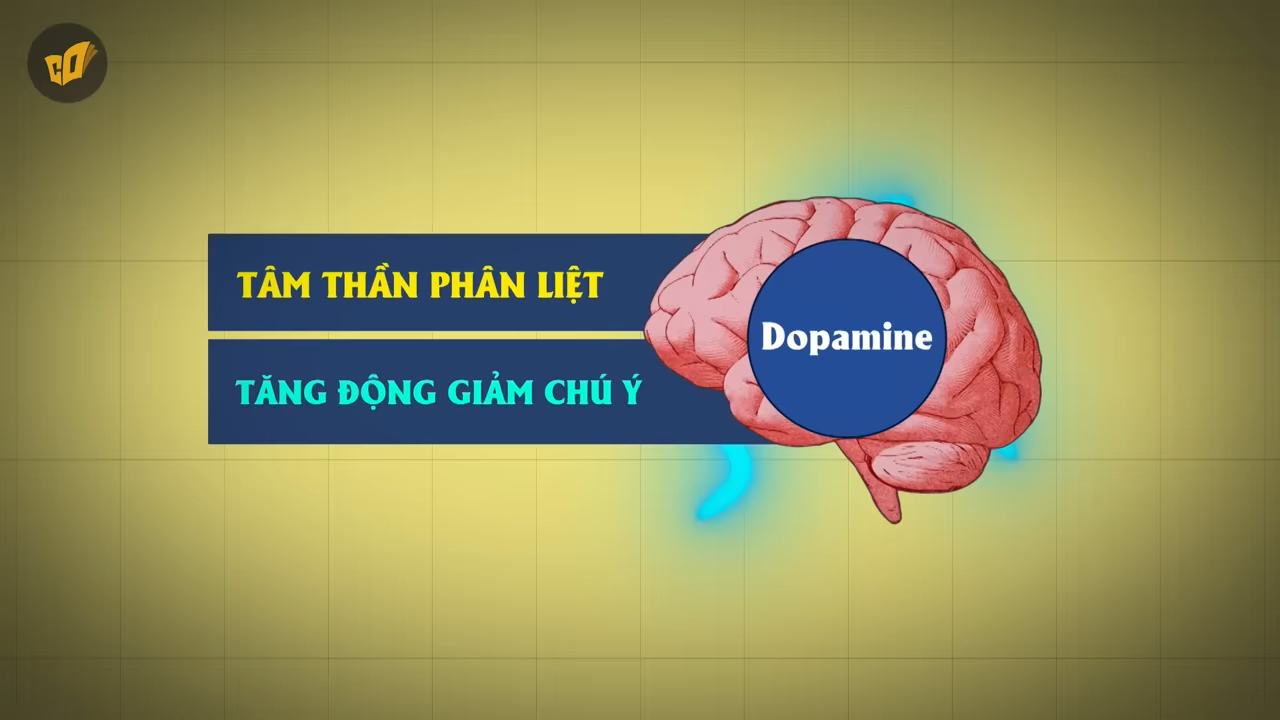 TÂM THẦN PHÂN LIỆT
TĂNG ĐỘNG GIẢM CHÚ Ý
Dopamine